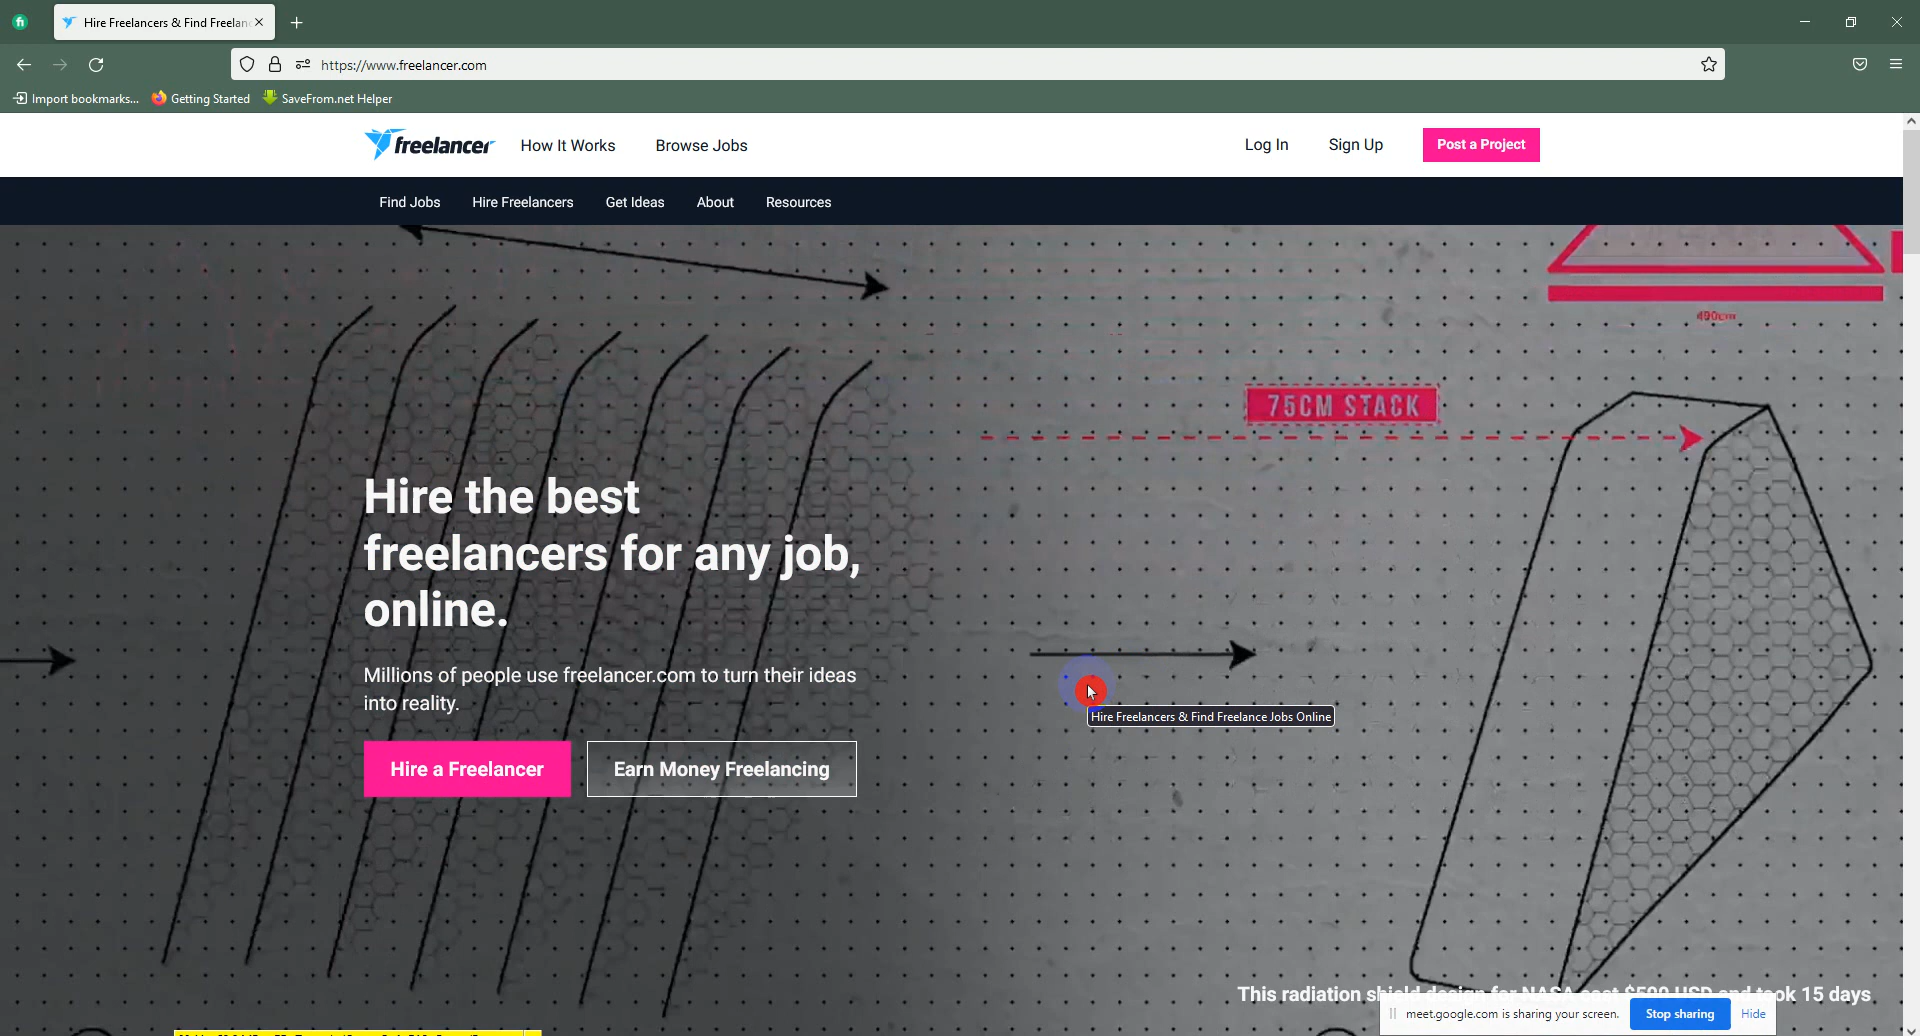 Hire Freelancers & Find Freelan
https://www.freelancer.com
Import bookmarks...
Getting Started
SaveFrom.net Helper
freelancer
How It Works
Browse Jobs
Log In
Sign Up
Post a Project
Find Jobs
Hire Freelancers
Get Ideas
About
Resources
490cm
75CM STACK
Hire the best
freelancers for any job,
online.
Millions of people use freelancer.com to turn their ideas
into reality.
Hire Freelancers & Find Freelance Jobs Online
Hire a Freelancer
Earn Money Freelancing
This radiation shield design for NASA cost $500 USD and took 15 days
meet.google.com is sharing your screen.
Stop sharing
Hide